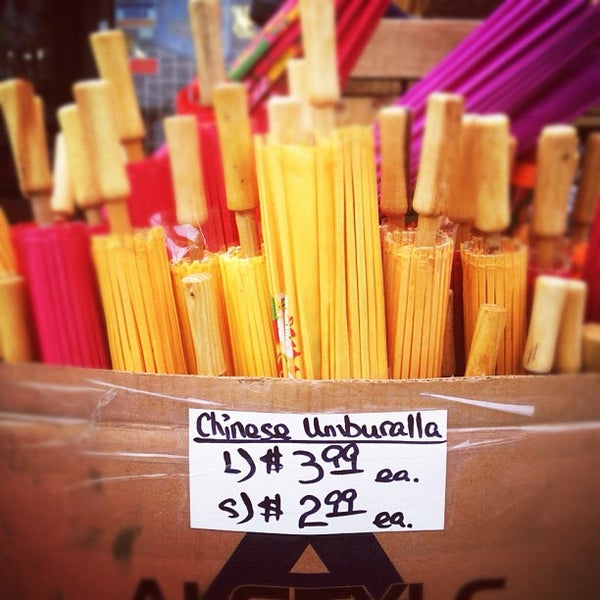 Chinese Umburalla
L) $ 3.99 ea.
S) $ 2.99 ea.